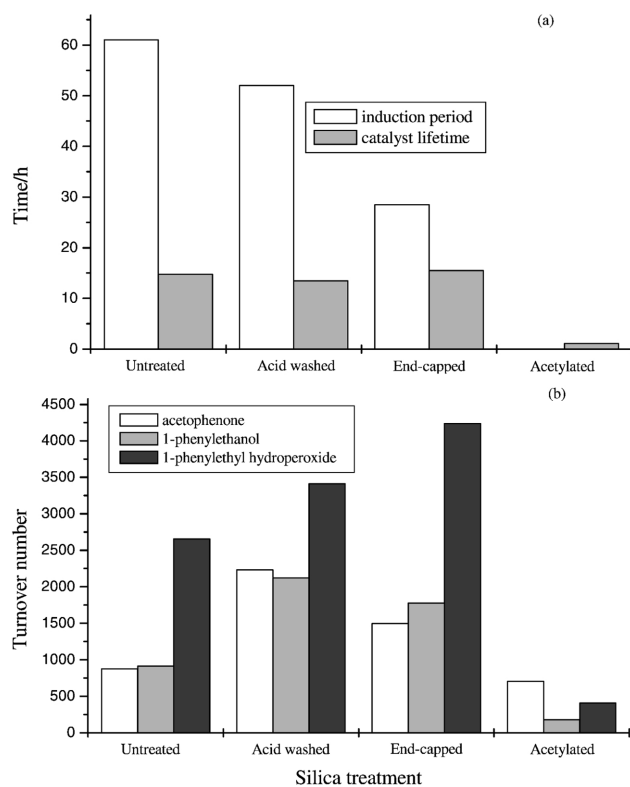 (a)
60
50
40
30
20
10
0
Time/h
induction period
catalyst lifetime
Untreated Acid washed End-capped Acetylated
(b)
4500
4000
3500
3000
2500
2000
1500
1000
500
0
Turnover number
acetophenone
1-phenylethanol
1-phenylethyl hydroperoxide
Untreated Acid washed End-capped Acetylated
Silica treatment